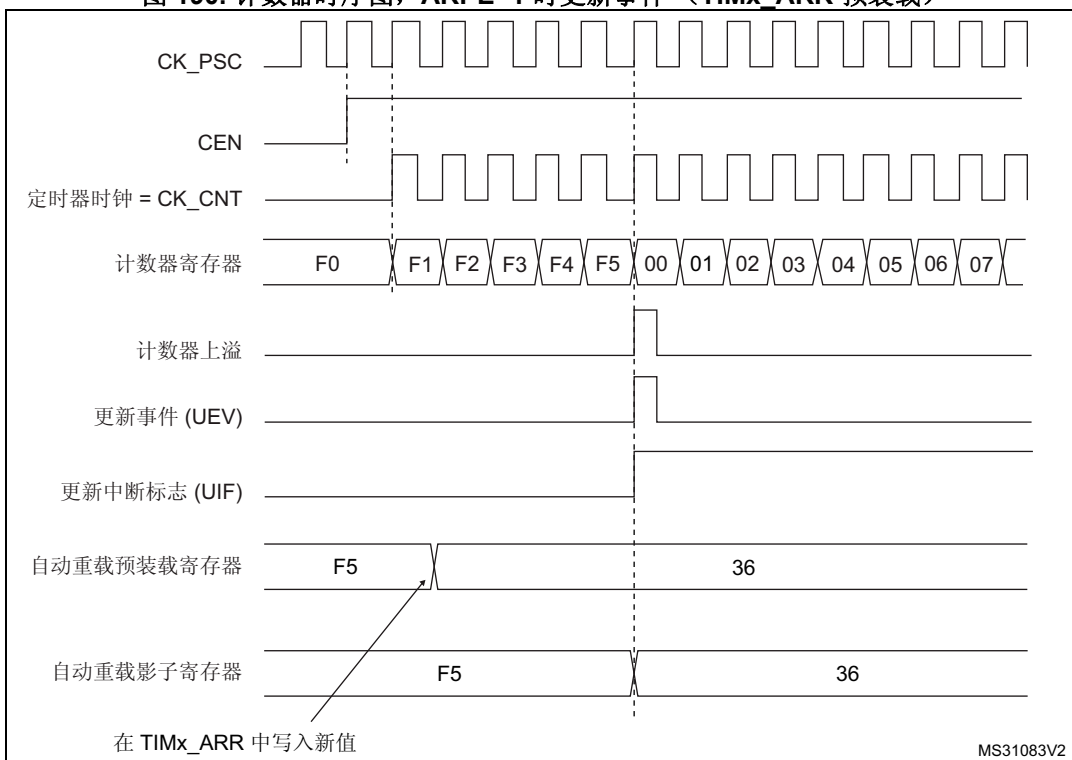 CK_PSC
CEN
定时器时钟 = CK_CNT
计数器寄存器 F0 F1 F2 F3 F4 F5 00 01 02 03 04 05 06 07
计数器上溢
更新事件 (UEV)
更新中断标志 (UIF)
自动重载预装载寄存器 F5 36
自动重载影子寄存器 F5 36
在 TIMx_ARR 中写入新值
MS31083V2